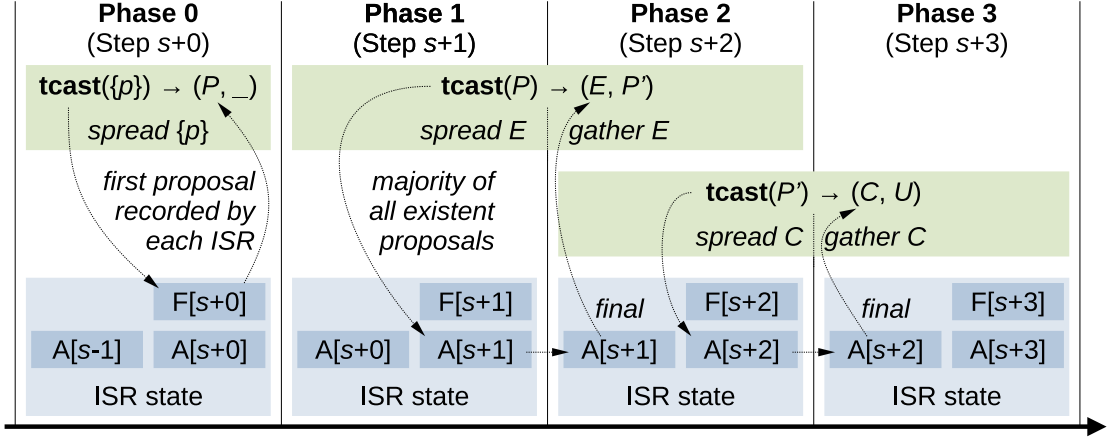 Phase 0
(Step s+0)
tcast({p}) → (P, _)
spread {p}
first proposal
recorded by
each ISR
F[s+0]
A[s-1]
A[s+0]
ISR state
Phase 1
(Step s+1)
tcast(P) → (E, P’)
spread E
gather E
majority of
all existent
proposals
F[s+1]
A[s+0]
A[s+1]
ISR state
Phase 2
(Step s+2)
tcast(P’) → (C, U)
spread C
gather C
final
F[s+2]
A[s+1]
A[s+2]
ISR state
Phase 3
(Step s+3)
final
F[s+3]
A[s+2]
A[s+3]
ISR state